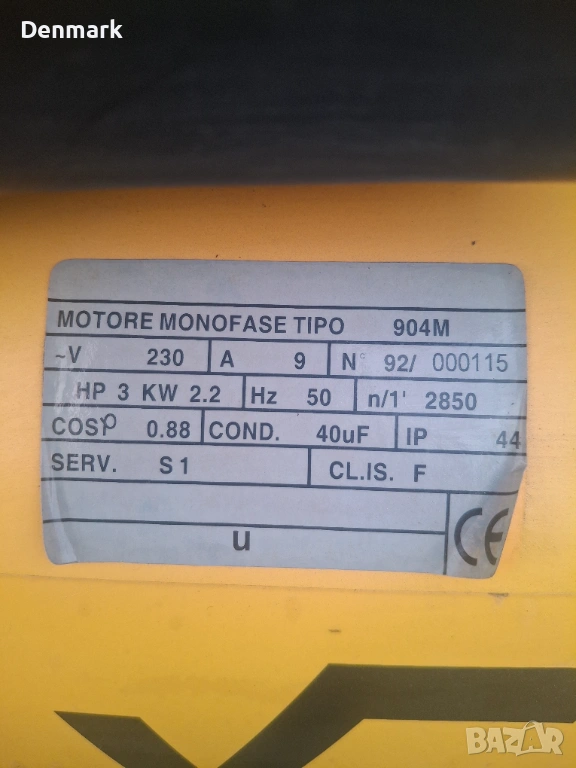 Denmark
MOTORE MONOFASE TIPO 904M
~V 230 A 9 N° 92/ 000115
HP 3 KW 2.2 Hz 50 n/1' 2850
COSφ 0.88 COND. 40uF IP 44
SERV. S1 CL.IS. F
u CE
BAZAR